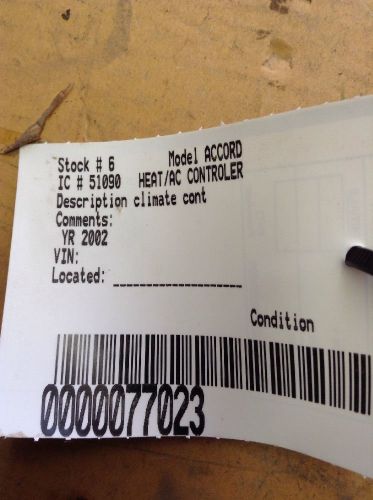 Stock # 6 Model ACCORD
IC # 51090 HEAT/AC CONTROLER
Description climate cont
Comments:
YR 2002
VIN:
Located: ___________________
Condition
0000077023